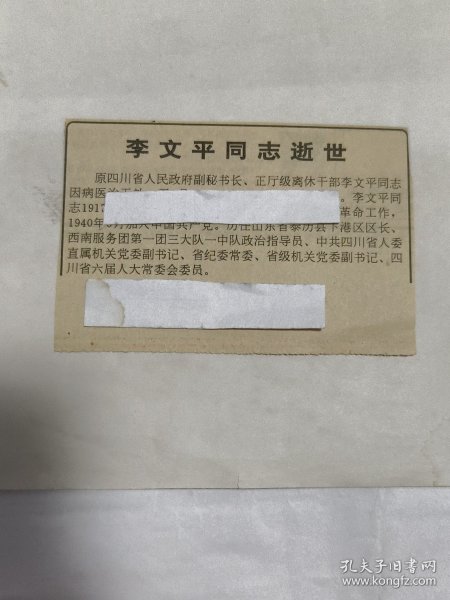 李文平同志逝世
原四川省人民政府副秘书长、正厅级离休干部李文平同志
因病医治无效
。李文平同
志1917
革命工作，
1940年 月加入中国共产党。历任山东省泰历县卞港区区长、
西南服务团第一团三大队一中队政治指导员、中共四川省人委
直属机关党委副书记、省纪委常委、省级机关党委副书记、四
川省六届人大常委会委员。
孔夫子旧书网
www.kongfz.com